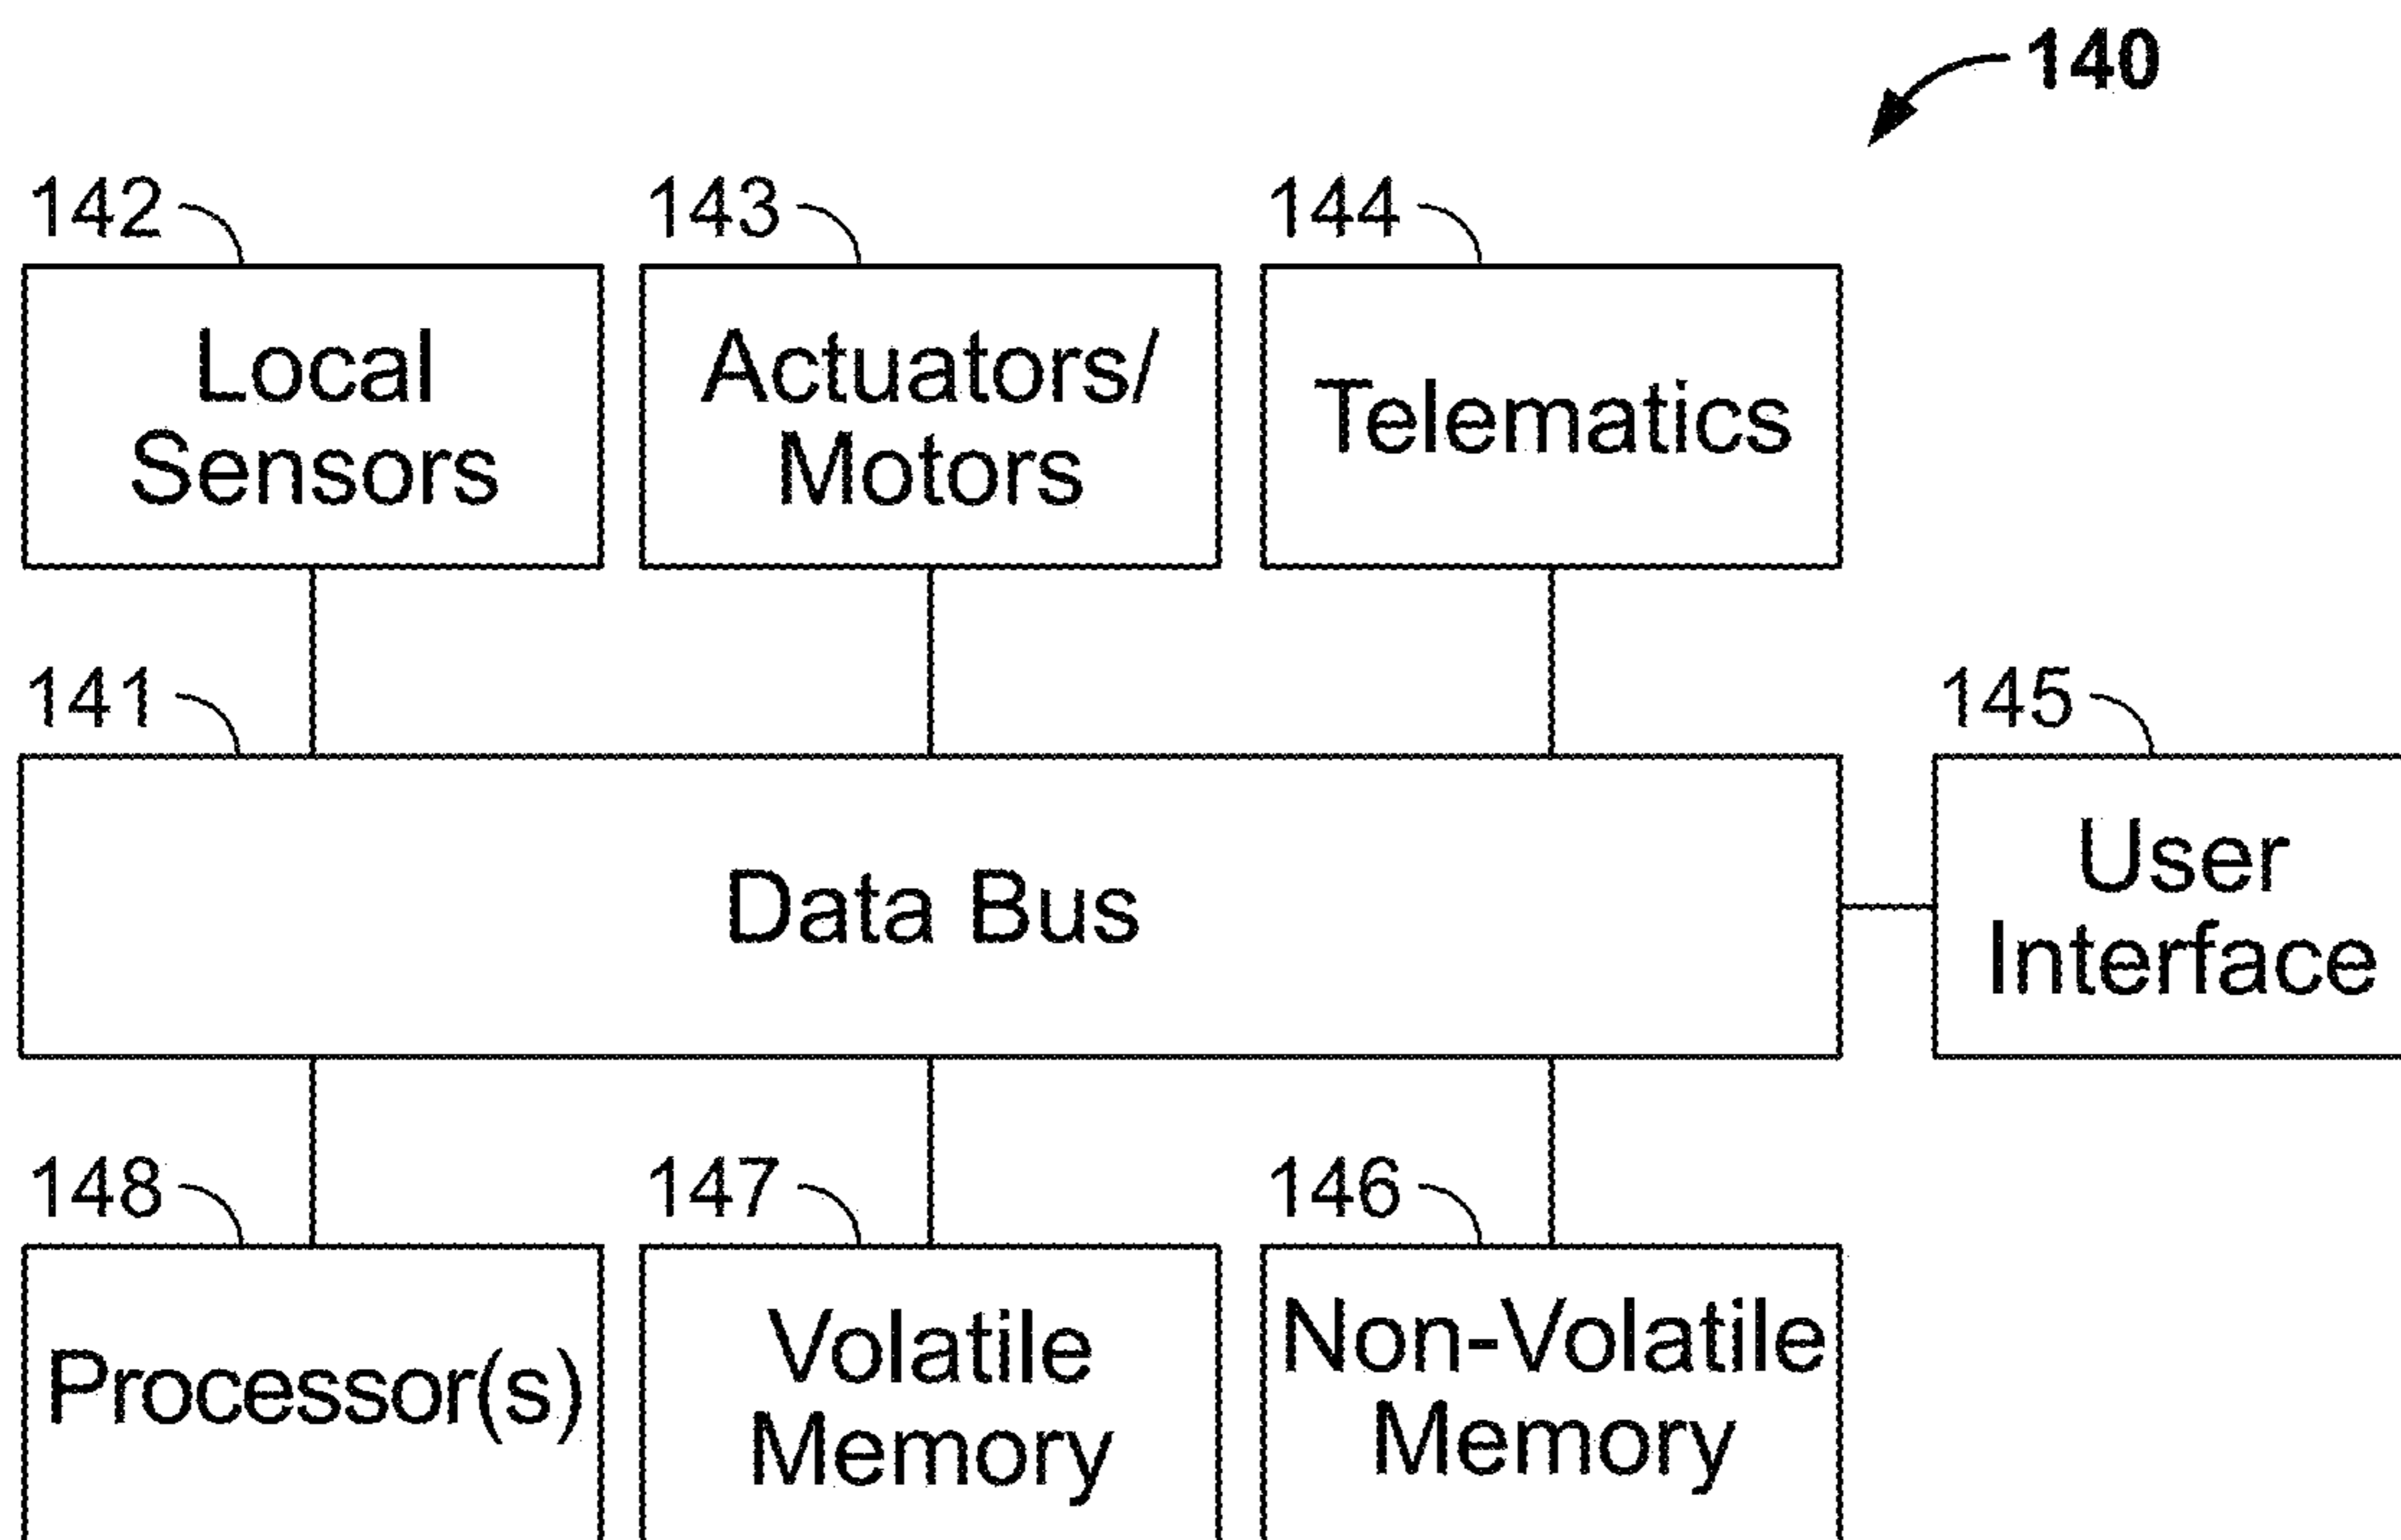 140
142
143
144
Local
Sensors
Actuators/
Motors
Telematics
141
145
Data Bus
User
Interface
148
147
146
Processor(s)
Volatile
Memory
Non-Volatile
Memory